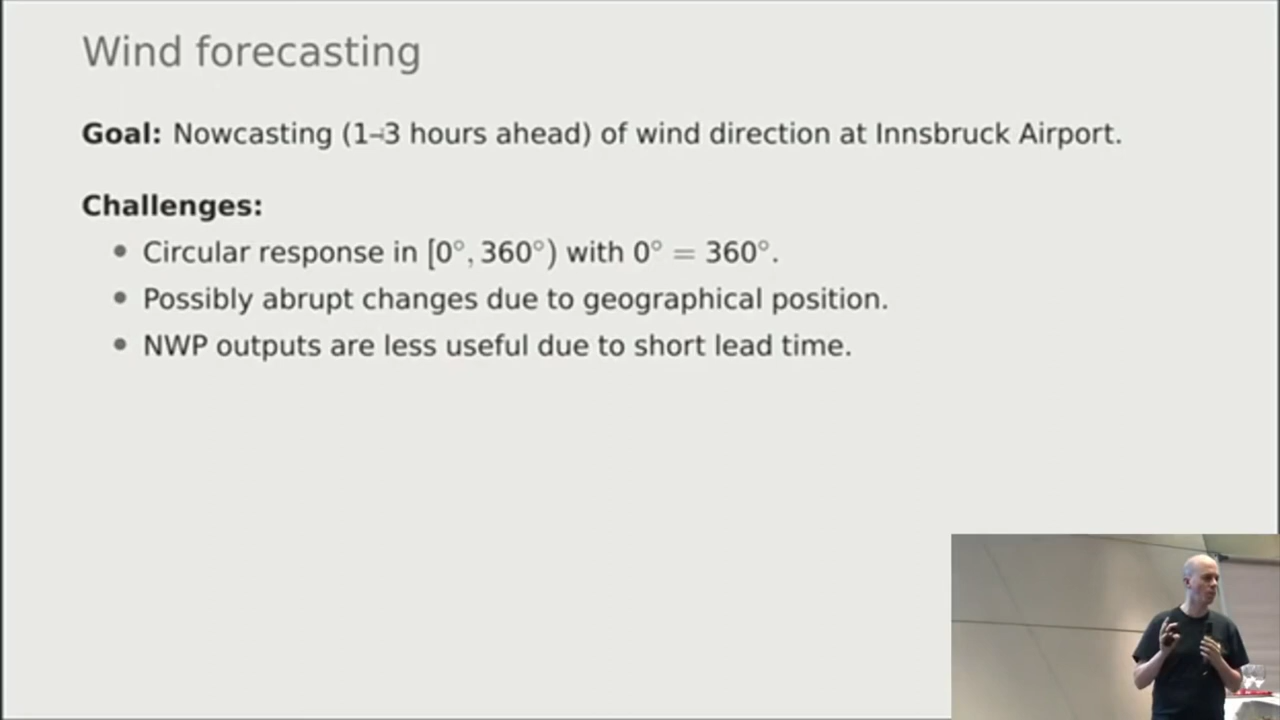 Wind forecasting
Goal: Nowcasting (1–3 hours ahead) of wind direction at Innsbruck Airport.
Challenges:
• Circular response in [0°, 360°) with 0° = 360°.
• Possibly abrupt changes due to geographical position.
• NWP outputs are less useful due to short lead time.